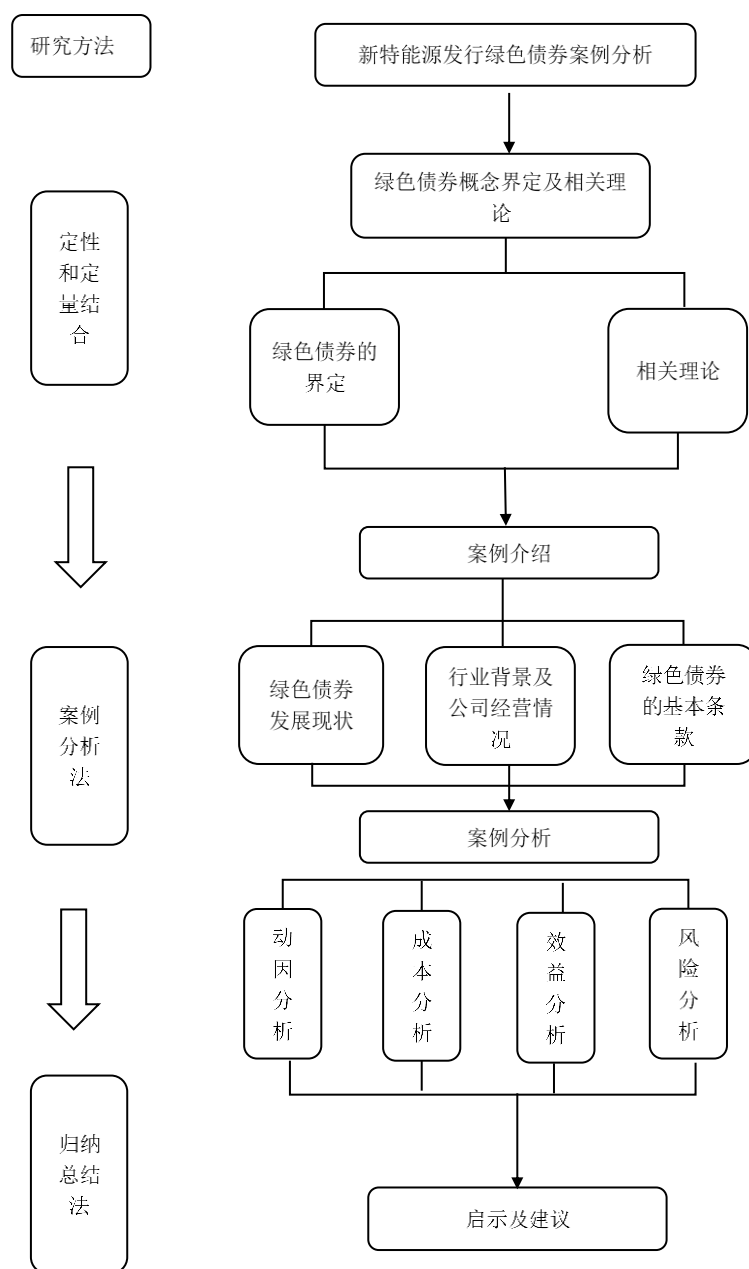 研究方法
新特能源发行绿色债券案例分析
绿色债券概念界定及相关理
论
定性
和定
量结
合
绿色债券的
界定
相关理论
案例介绍
案例
分析
法
绿色债券
发展现状
行业背景及
公司经营情
况
绿色债券
的基本条
款
案例分析
动
因
分
析
成
本
分
析
效
益
分
析
风
险
分
析
归纳
总结
法
启示及建议